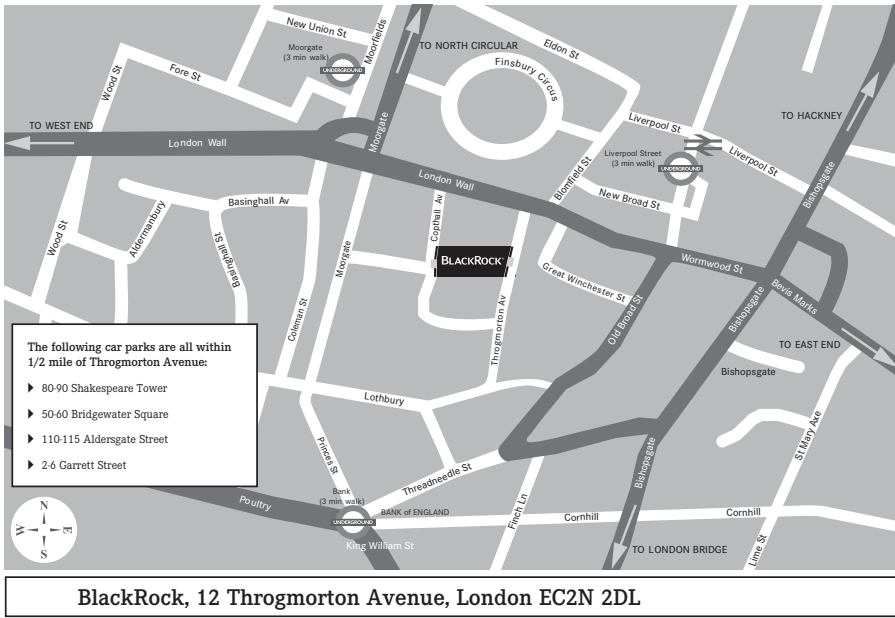 New Union St
Moorfields
Moorgate
(3 min walk)
UNDERGROUND
TO NORTH CIRCULAR
Eldon St
Finsbury Circus
Wood St
Fore St
TO WEST END
London Wall
Moorgate
London Wall
Liverpool St
Liverpool Street
(3 min walk)
UNDERGROUND
Liverpool St
TO HACKNEY
Bishopsgate
Blomfield St
New Broad St
Basinghall Av
Aldermanbury
Wood St
Basinghall St
Moorgate
Copthall Av
BLACKROCK
Great Winchester St
Wormwood St
Bevis Marks
Bishopsgate
Old Broad St
Throgmorton Av
Coleman St
TO EAST END
Bishopsgate
The following car parks are all within
1/2 mile of Throgmorton Avenue:
80-90 Shakespeare Tower
50-60 Bridgewater Square
110-115 Aldersgate Street
2-6 Garrett Street
Lothbury
Princes St
Threadneedle St
St Mary Axe
Bishopsgate
Bank
(3 min walk)
UNDERGROUND
BANK of ENGLAND
Poultry
King William St
Finch Ln
Cornhill
Cornhill
Lime St
TO LONDON BRIDGE
N
W
E
S
BlackRock, 12 Throgmorton Avenue, London EC2N 2DL